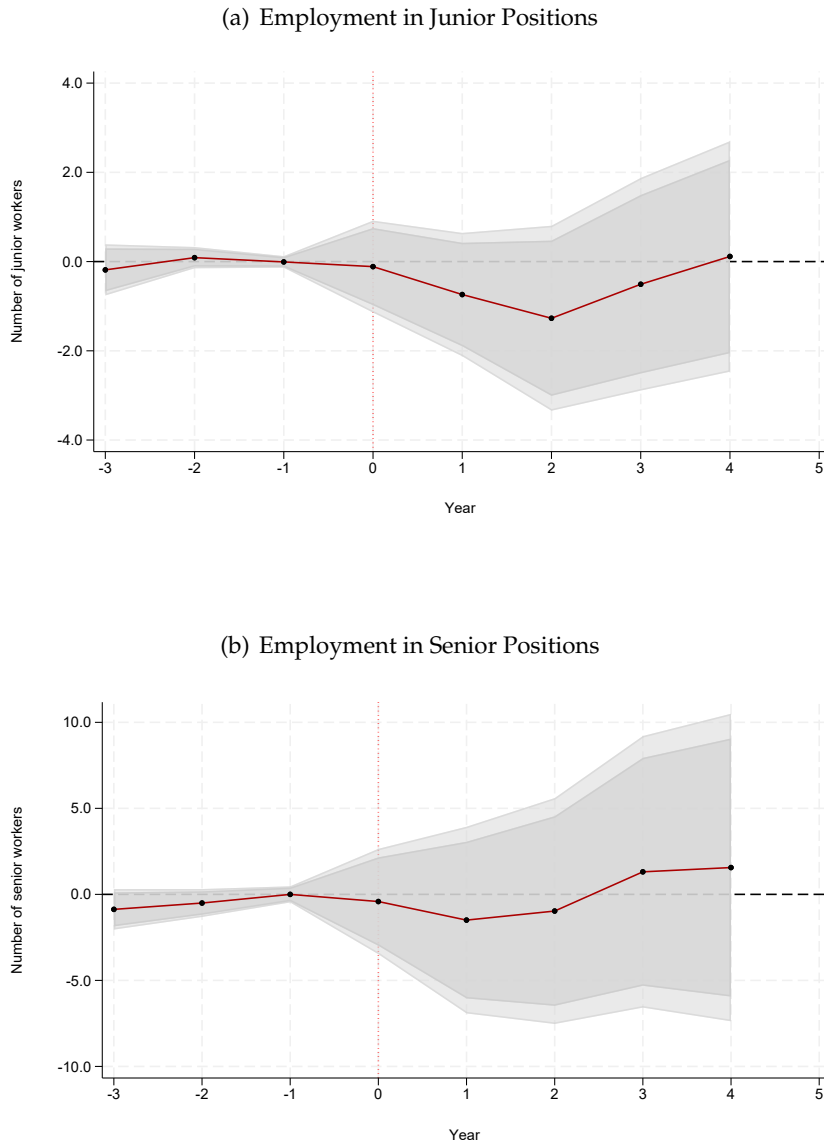 (a) Employment in Junior Positions
4.0
2.0
0.0
-2.0
-4.0
Number of junior workers
-3 -2 -1 0 1 2 3 4 5
Year
(b) Employment in Senior Positions
10.0
5.0
0.0
-5.0
-10.0
Number of senior workers
-3 -2 -1 0 1 2 3 4 5
Year